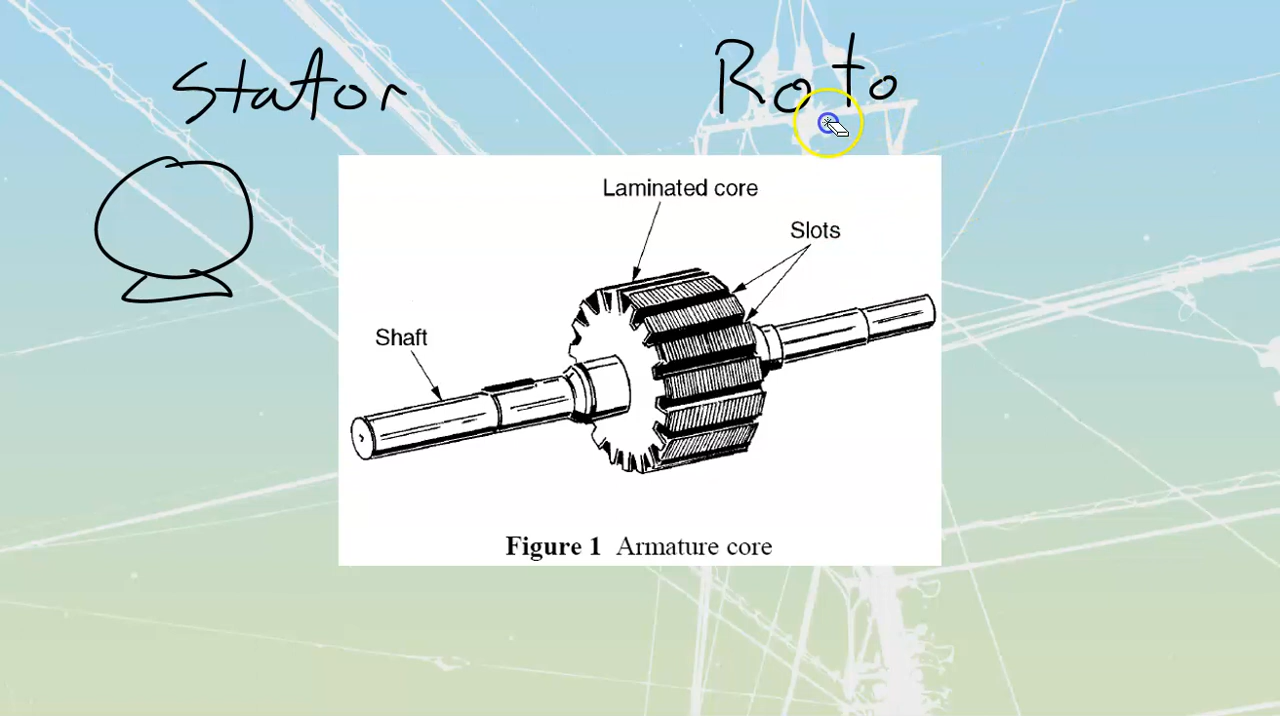 Stator
Roto
Laminated core
Slots
Shaft
Figure 1 Armature core